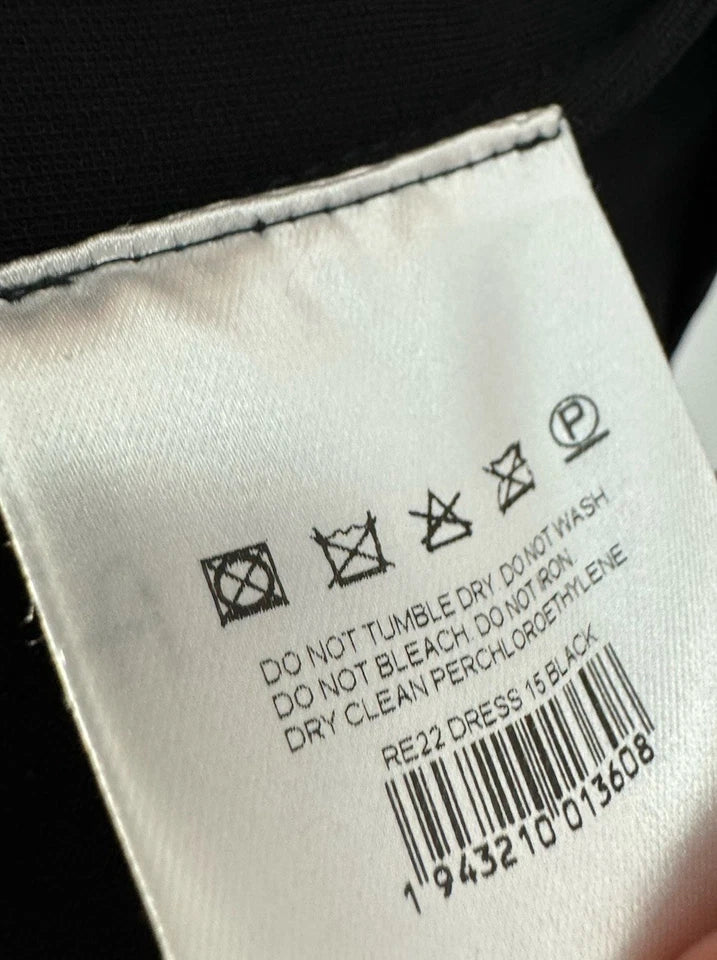 P
DO NOT TUMBLE DRY. DO NOT WASH.
DO NOT BLEACH. DO NOT IRON.
DRY CLEAN PERCHLOROETHYLENE
RE22 DRESS 15 BLACK
1 943210 013608